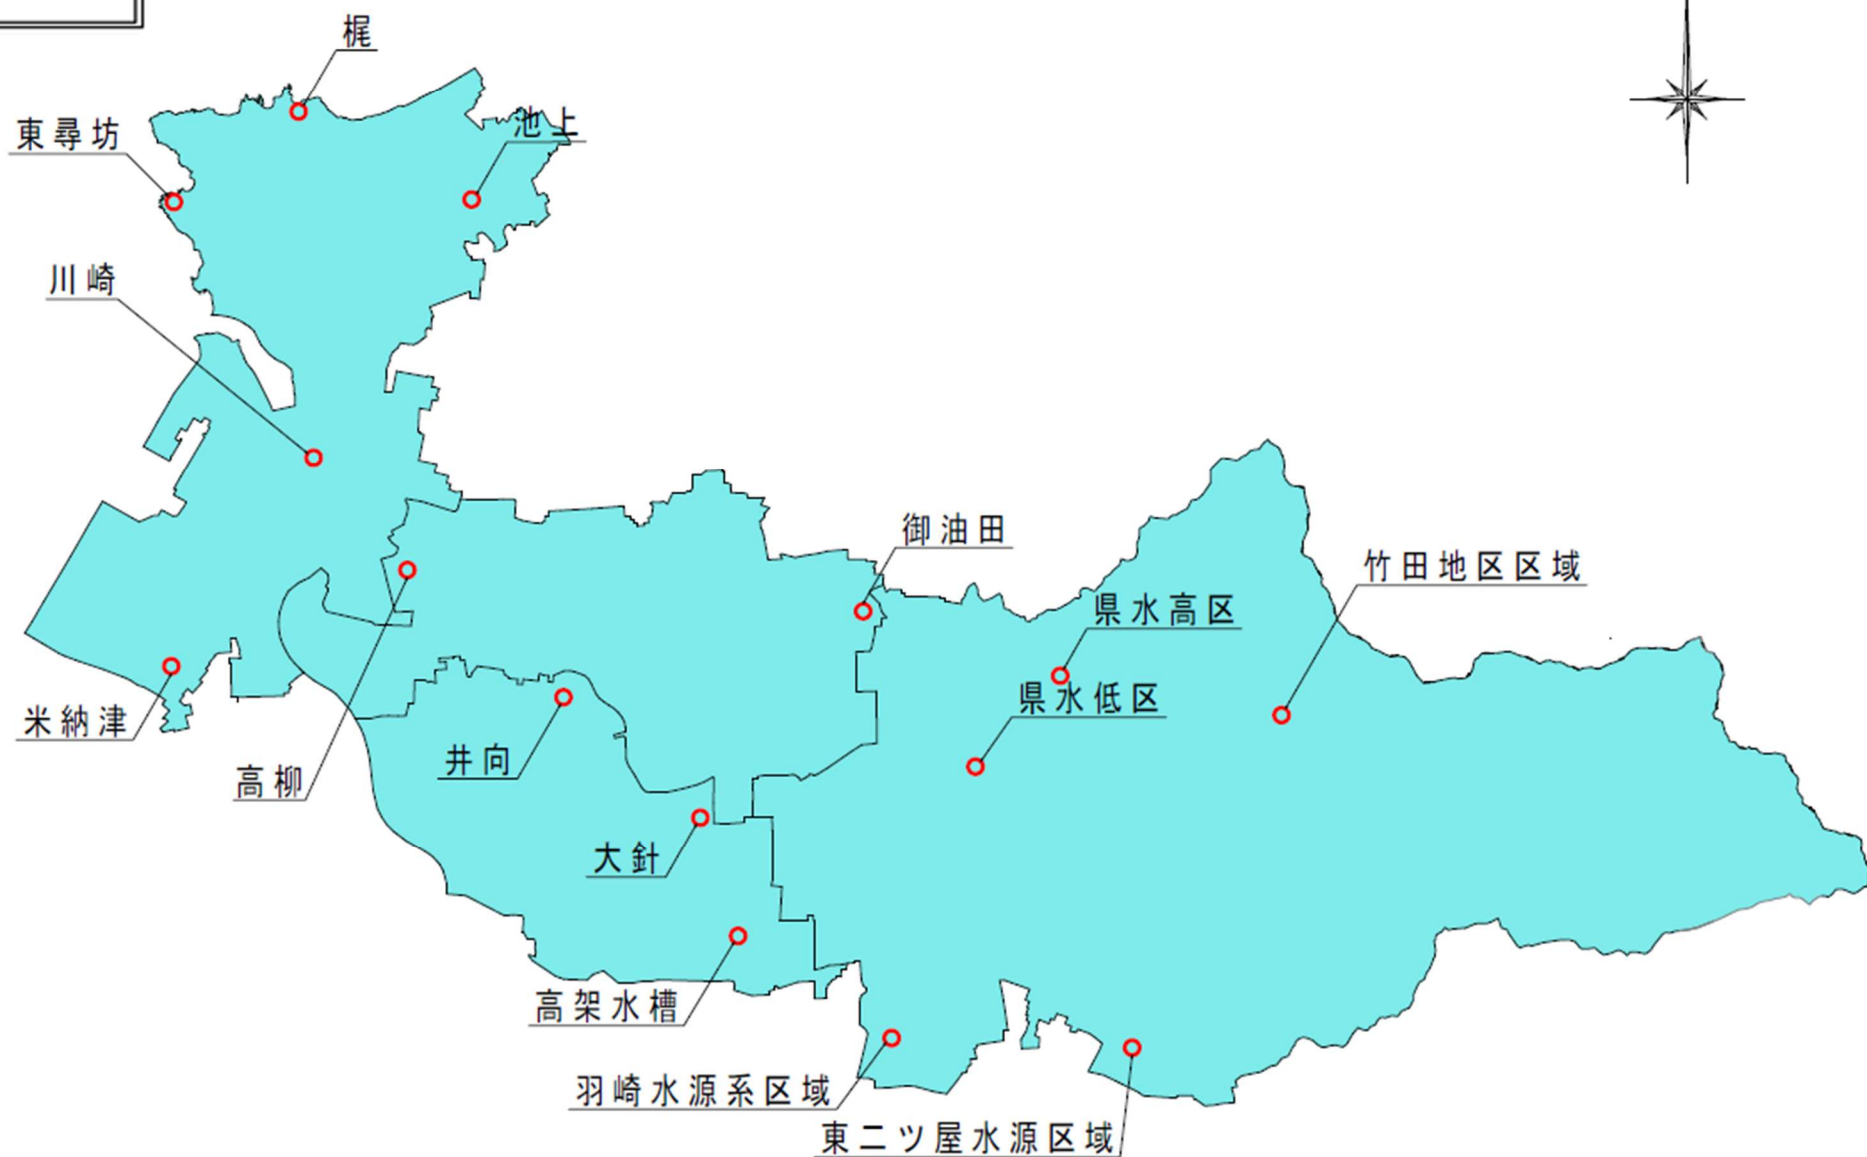 梶
池上
東尋坊
川崎
御油田
竹田地区区域
県水高区
県水低区
米納津
井向
高柳
大針
高架水槽
羽崎水源系区域
東二ツ屋水源区域